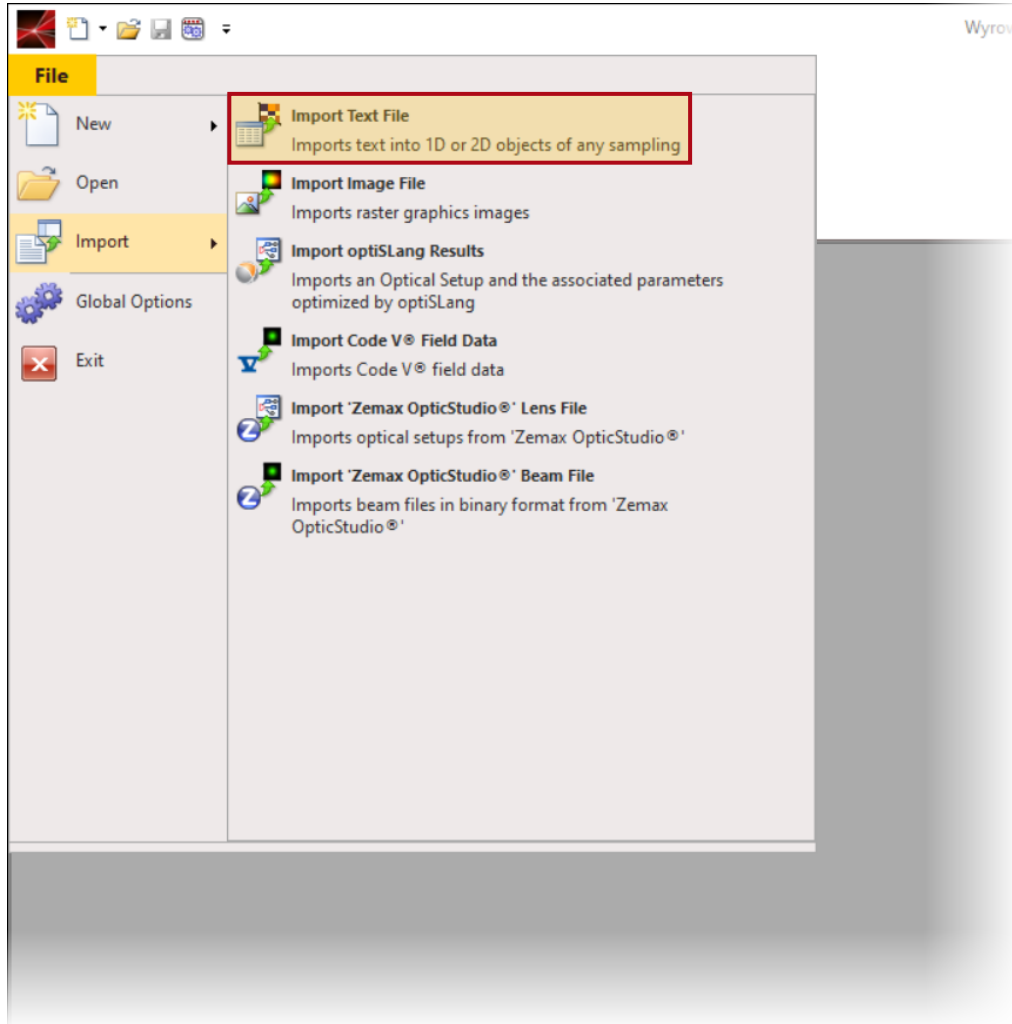 Wyrow
File
New
Open
Import
Global Options
Exit
Import Text File
Imports text into 1D or 2D objects of any sampling
Import Image File
Imports raster graphics images
Import optiSLang Results
Imports an Optical Setup and the associated parameters
optimized by optiSLang
Import Code V® Field Data
Imports Code V® field data
Import 'Zemax OpticStudio®' Lens File
Imports optical setups from 'Zemax OpticStudio®'
Import 'Zemax OpticStudio®' Beam File
Imports beam files in binary format from 'Zemax
OpticStudio®'